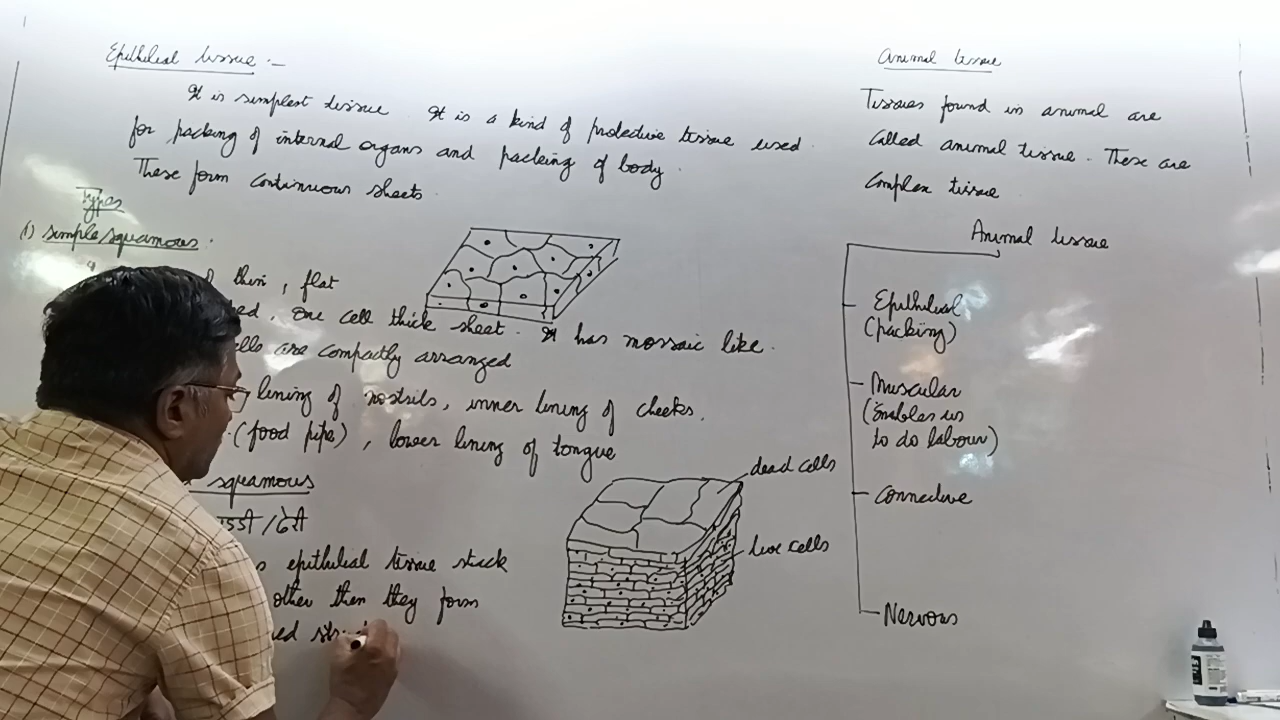 Epithelial tissue :-
It is simplest tissue It is a kind of protective tissue used
for packing of internal organs and packing of body.
These form continuous sheets
Types
(1) simple squamous :
thin, flat
one cell thick sheet. It has mossaic like.
cells are compactly arranged
lining of nostrils, inner lining of cheeks.
(food pipe), lower lining of tongue
squamous
epithelial tissue stack
other then they form
dead cells
live cells
Animal tissue
Tissues found in animal are
called animal tissue. These are
Complex tissue
Animal tissue
Epithelial
(packing)
Muscular
(Enables us
to do labour)
Connective
Nervous